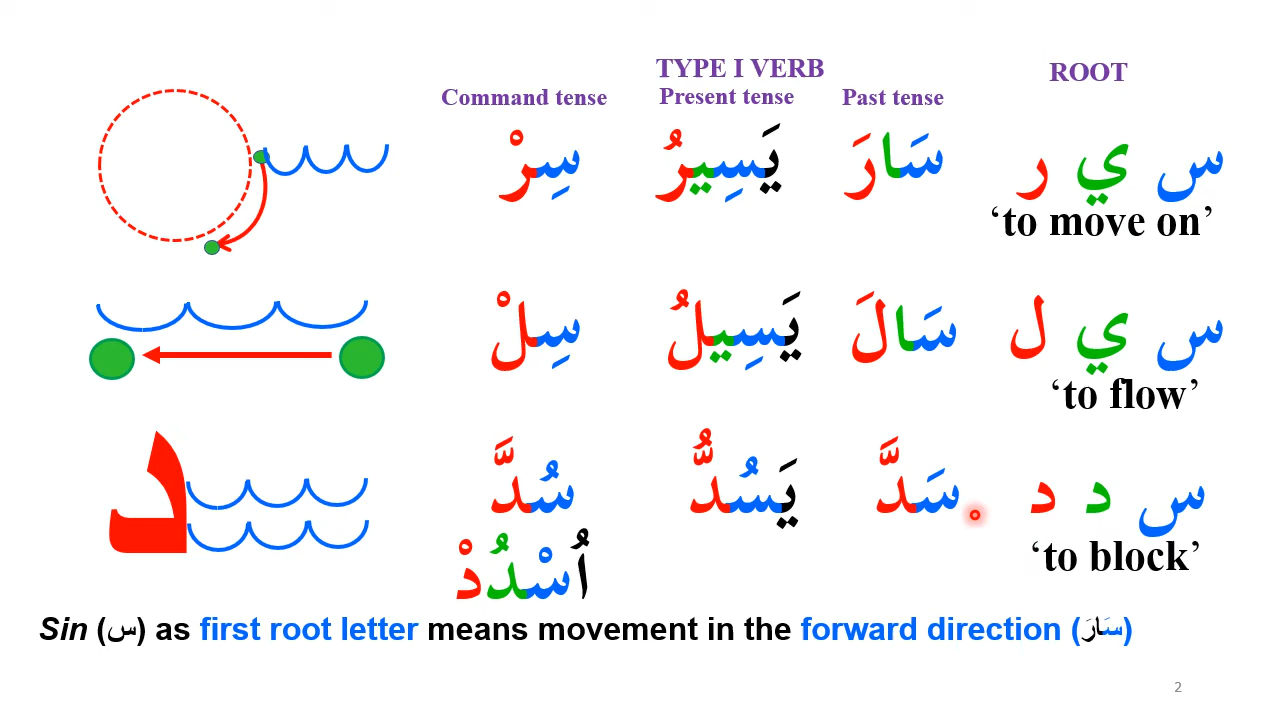 TYPE I VERB
ROOT
Command tense
Present tense
Past tense
س ي ر
سَارَ
يَسِيرُ
سِرْ
‘to move on’
س ي ل
سَالَ
يَسِيلُ
سِلْ
‘to flow’
س د د
سَدَّ
يَسُدُّ
سُدَّ
اُسْدُدْ
‘to block’
د
Sin (س) as first root letter means movement in the forward direction (سَارَ)
2